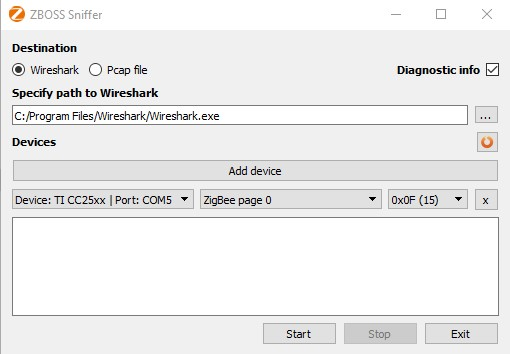 ZBOSS Sniffer
Destination
Wireshark Pcap file Diagnostic info
Specify path to Wireshark
C:/Program Files/Wireshark/Wireshark.exe ...
Devices
Add device
Device: TI CC25xx | Port: COM5 ZigBee page 0 0x0F (15) x
Start Stop Exit